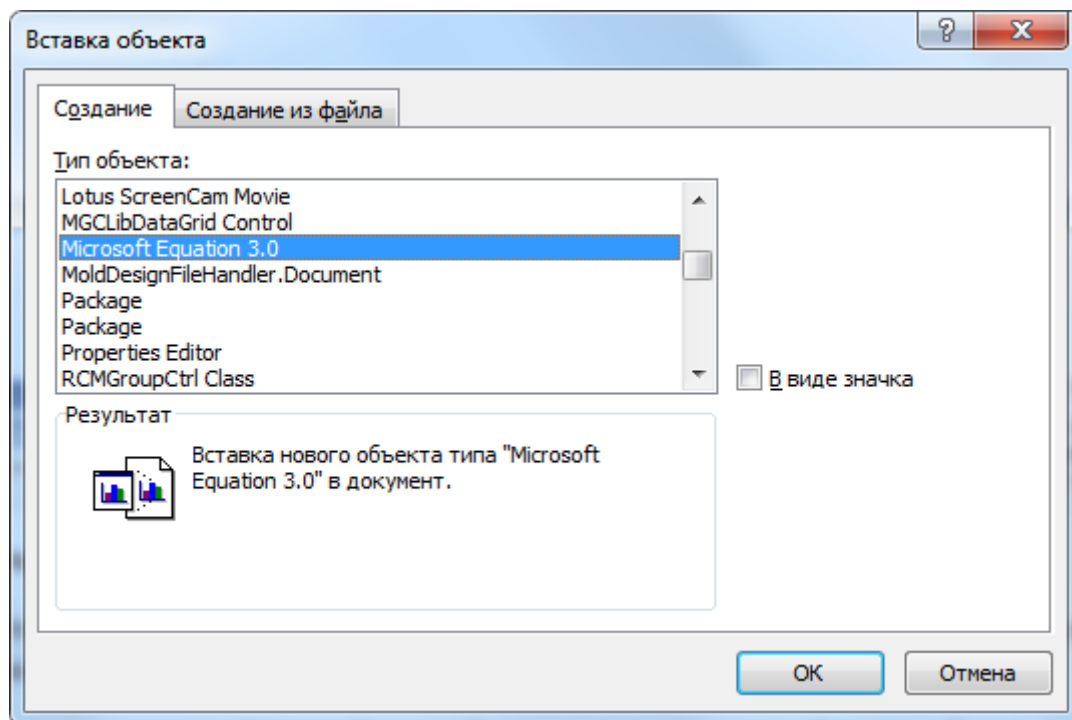 Вставка объекта
Создание
Создание из файла
Тип объекта:
Lotus ScreenCam Movie
MGCLibDataGrid Control
Microsoft Equation 3.0
MoldDesignFileHandler.Document
Package
Package
Properties Editor
RCMGroupCtrl Class
В виде значка
Результат
Вставка нового объекта типа "Microsoft
Equation 3.0" в документ.
ОК
Отмена